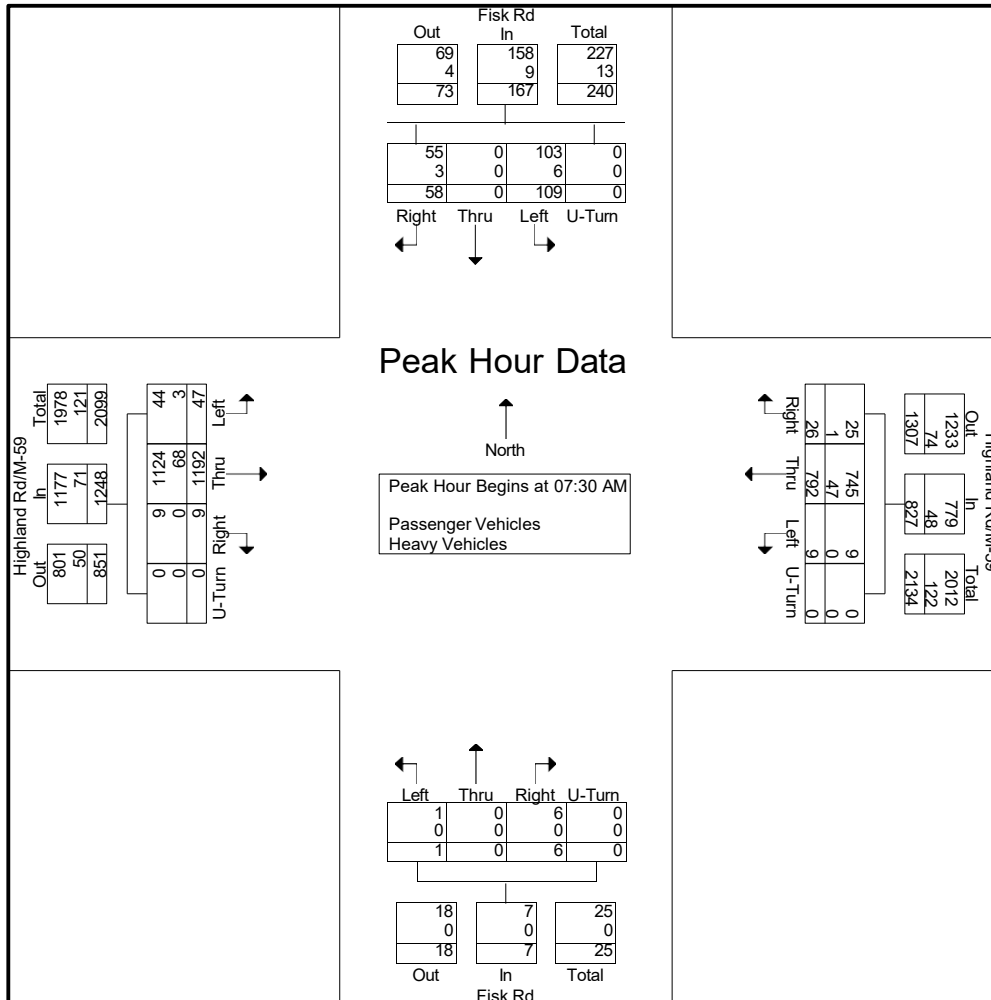 Fisk Rd
Out In Total
69 158 227
4 9 13
73 167 240
55 0 103 0
3 0 6 0
58 0 109 0
Right Thru Left U-Turn
Peak Hour Data
North
Peak Hour Begins at 07:30 AM
Passenger Vehicles
Heavy Vehicles
Highland Rd/M-59
Out In Total
801 1177 1978
50 71 121
851 1248 2099
U-Turn Right Thru Left
0 9 1124 44
0 0 68 3
0 9 1192 47
Highland Rd/M-59
Out In Total
1233 779 2012
74 48 122
1307 827 2134
Right Thru Left U-Turn
25 745 9 0
1 47 0 0
26 792 9 0
Left Thru Right U-Turn
1 0 6 0
0 0 0 0
1 0 6 0
18 7 25
0 0 0
18 7 25
Out In Total
Fisk Rd